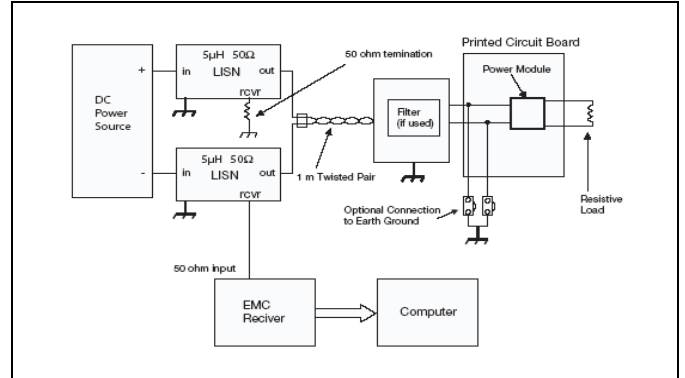 Printed Circuit Board
5µH 50Ω
LISN
in
out
rcvr
50 ohm temination
Power Module
+
DC
Power
Source
-
Filter
(if used)
5µH 50Ω
LISN
in
out
rcvr
1 m Twisted Pair
Optional Connection
to Earth Ground
Resistive
Load
50 ohm input
EMC
Reciver
Computer